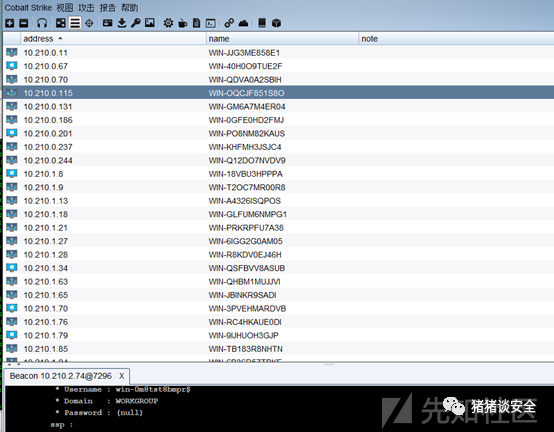 Cobalt Strike 视图 攻击 报告 帮助
address name note
10.210.0.11 WIN-JJG3ME858E1
10.210.0.67 WIN-40H0O9TUE2F
10.210.0.70 WIN-QDVA0A2SBIH
10.210.0.115 WIN-OQCJF851S8O
10.210.0.131 WIN-GM6A7M4ER04
10.210.0.186 WIN-0GFE0HD2FMJ
10.210.0.201 WIN-PO8NM82KAUS
10.210.0.237 WIN-KHFMH3JSJC4
10.210.0.244 WIN-Q12DO7NVDV9
10.210.1.8 WIN-18VBU3HPPPA
10.210.1.9 WIN-T2OC7MR00R8
10.210.1.13 WIN-A4326ISQPOS
10.210.1.18 WIN-GLFUM6NMPG1
10.210.1.21 WIN-PRKRPFU7A38
10.210.1.27 WIN-6IGG2G0AM05
10.210.1.28 WIN-R8KDV0EJ46H
10.210.1.34 WIN-QSFBVV8ASUB
10.210.1.63 WIN-QHBM1MUJJVI
10.210.1.65 WIN-JBINKR9SADI
10.210.1.70 WIN-3PVEHMARDVB
10.210.1.76 WIN-RC4HKAUE0DI
10.210.1.79 WIN-9IJHUOH3GJP
10.210.1.85 WIN-TB183R8NHTN
Beacon 10.210.2.74@7296 X
* Username : win-0m8tst8bmpr$
* Domain : WORKGROUP
* Password : (null)
ssp :
先知社区
猪猪谈安全